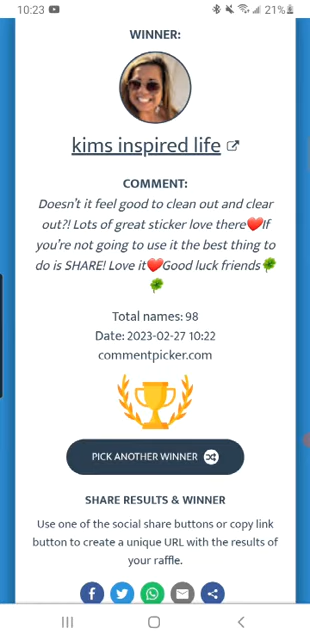 10:23 21%
WINNER:
kims inspired life
COMMENT:
Doesn't it feel good to clean out and clear
out?! Lots of great sticker love there❤️If
you're not going to use it the best thing to
do is SHARE! Love it❤️Good luck friends🍀
🍀
Total names: 98
Date: 2023-02-27 10:22
commentpicker.com
PICK ANOTHER WINNER
SHARE RESULTS & WINNER
Use one of the social share buttons or copy link
button to create a unique URL with the results of
your raffle.